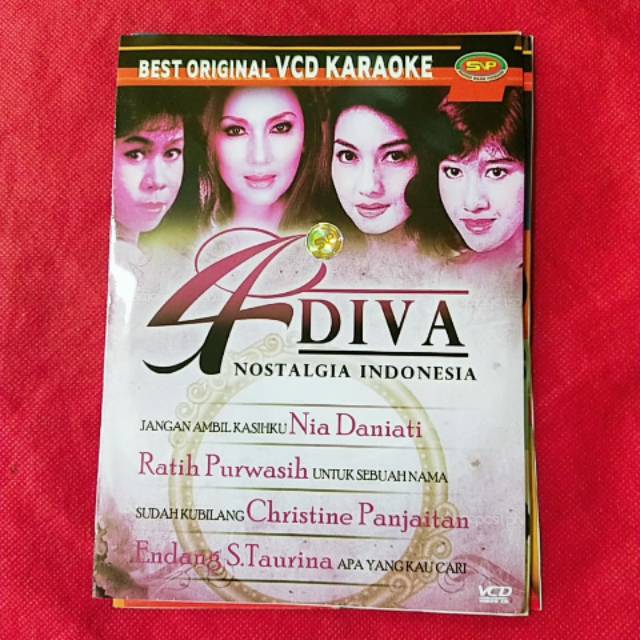 BEST ORIGINAL VCD KARAOKE
SNP
SNP
4 DIVA
NOSTALGIA INDONESIA
JANGAN AMBIL KASIHKU Nia Daniati
Ratih Purwasih UNTUK SEBUAH NAMA
SUDAH KUBILANG Christine Panjaitan
Endang S.Taurina APA YANG KAU CARI
VCD